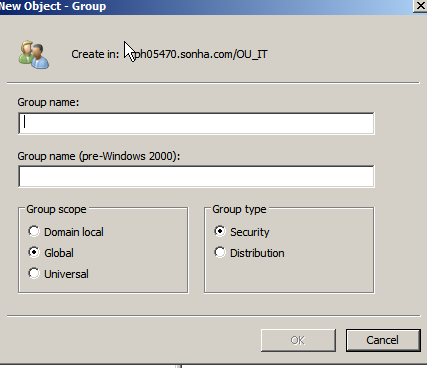 New Object - Group
Create in: ph05470.sonha.com/OU_IT
Group name:
Group name (pre-Windows 2000):
Group scope
Domain local
Global
Universal
Group type
Security
Distribution
OK
Cancel